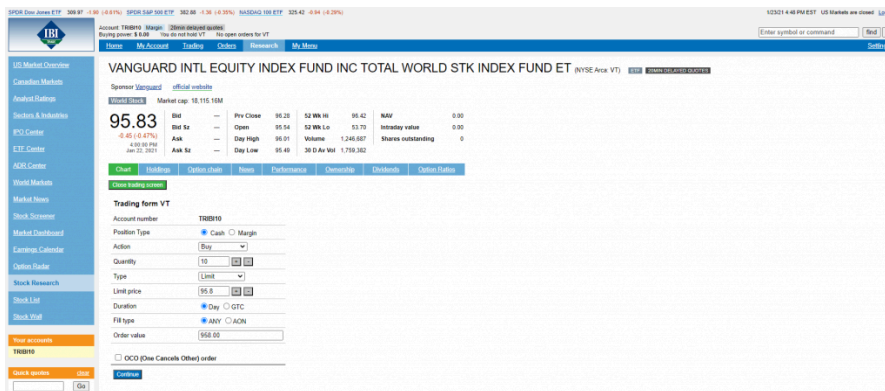 SPDR Dow Jones ETF 309.97 -1.90 (-0.61%) SPDR S&P 500 ETF 382.88 -1.36 (-0.35%) NASDAQ 100 ETF 325.42 -0.94 (-0.29%) 1/23/21 4:48 PM EST US Markets are closed
IBI
Account: TRIBI10 Margin 20min delayed quotes
Buying power: $ 0.00 You do not hold VT No open orders for VT
Enter symbol or command find
Home My Account Trading Orders Research My Menu
US Market Overview
Canadian Markets
Analyst Ratings
Sectors & Industries
IPO Center
ETF Center
ADR Center
World Markets
Market News
Stock Screener
Market Dashboard
Earnings Calendar
Option Radar
Stock Research
Stock List
Stock Wall
Your accounts
TRIBI10
Quick quotes clear
Go
VANGUARD INTL EQUITY INDEX FUND INC TOTAL WORLD STK INDEX FUND ET (NYSE Arca: VT) ETF 20MIN DELAYED QUOTES
Sponsor Vanguard official website
World Stock Market cap: 18,115.16M
95.83
-0.45 (-0.47%)
4:00:00 PM
Jan 22, 2021
Bid — Prv Close 96.28 52 Wk Hi 96.42 NAV 0.00
Bid Sz — Open 95.54 52 Wk Lo 53.70 Intraday value 0.00
Ask — Day High 96.01 Volume 1,246,687 Shares outstanding 0
Ask Sz — Day Low 95.49 30 D Av Vol 1,759,382
Chart Holdings Option chain News Performance Ownership Dividends Option Ratios
Close trading screen
Trading form VT
Account number TRIBI10
Position Type Cash Margin
Action Buy
Quantity 10 + -
Type Limit
Limit price 95.8 + -
Duration Day GTC
Fill type ANY AON
Order value 958.00
OCO (One Cancels Other) order
Continue